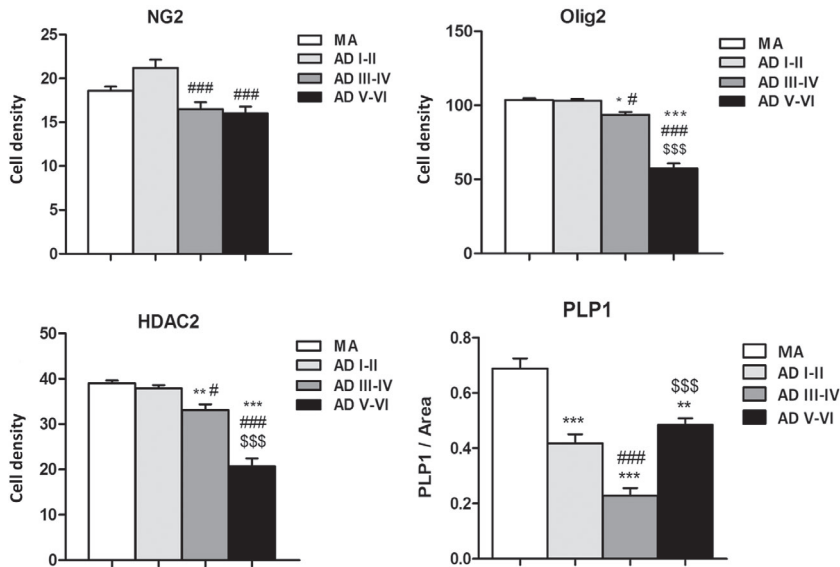 NG2
Cell density
25
20
15
10
5
0
###
###
MA
AD I-II
AD III-IV
AD V-VI
Olig2
Cell density
150
100
50
0
* #
***
###
$$$
MA
AD I-II
AD III-IV
AD V-VI
HDAC2
Cell density
50
40
30
20
10
0
** #
***
###
$$$
MA
AD I-II
AD III-IV
AD V-VI
PLP1
PLP1 / Area
0.8
0.6
0.4
0.2
0.0
***
###
***
$$$
**
MA
AD I-II
AD III-IV
AD V-VI